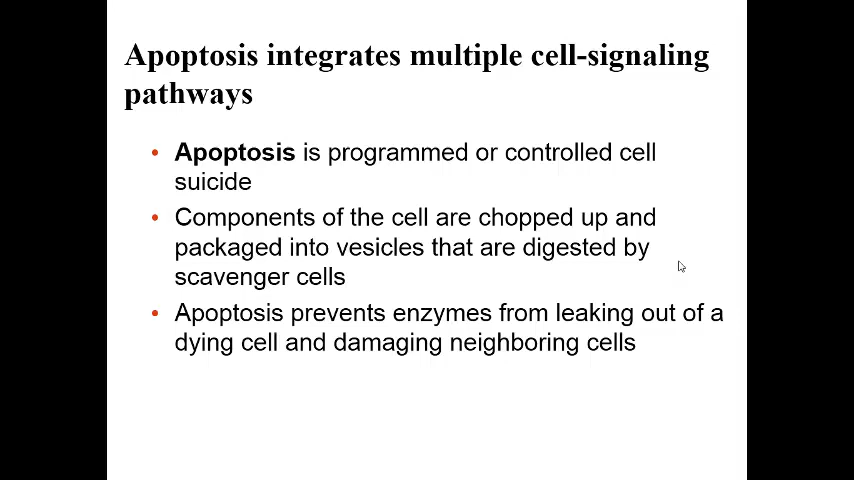 Apoptosis integrates multiple cell-signaling
pathways
• Apoptosis is programmed or controlled cell
suicide
• Components of the cell are chopped up and
packaged into vesicles that are digested by
scavenger cells
• Apoptosis prevents enzymes from leaking out of a
dying cell and damaging neighboring cells